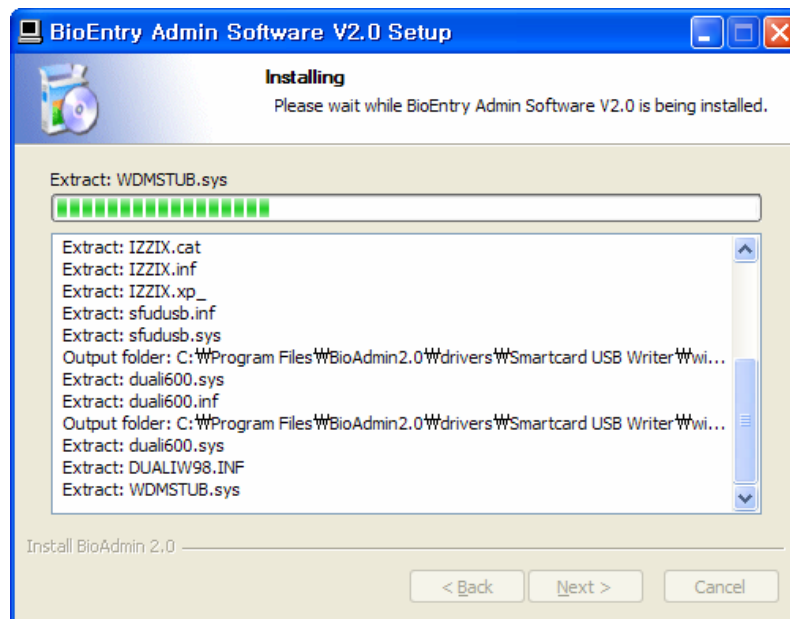 BioEntry Admin Software V2.0 Setup
Installing
Please wait while BioEntry Admin Software V2.0 is being installed.
Extract: WDMSTUB.sys
Extract: IZZIX.cat
Extract: IZZIX.inf
Extract: IZZIX.xp_
Extract: sfudusb.inf
Extract: sfudusb.sys
Output folder: C:₩Program Files₩BioAdmin2.0₩drivers₩Smartcard USB Writer₩wi...
Extract: duali600.sys
Extract: duali600.inf
Output folder: C:₩Program Files₩BioAdmin2.0₩drivers₩Smartcard USB Writer₩wi...
Extract: duali600.sys
Extract: DUALIW98.INF
Extract: WDMSTUB.sys
Install BioAdmin 2.0
< Back Next > Cancel